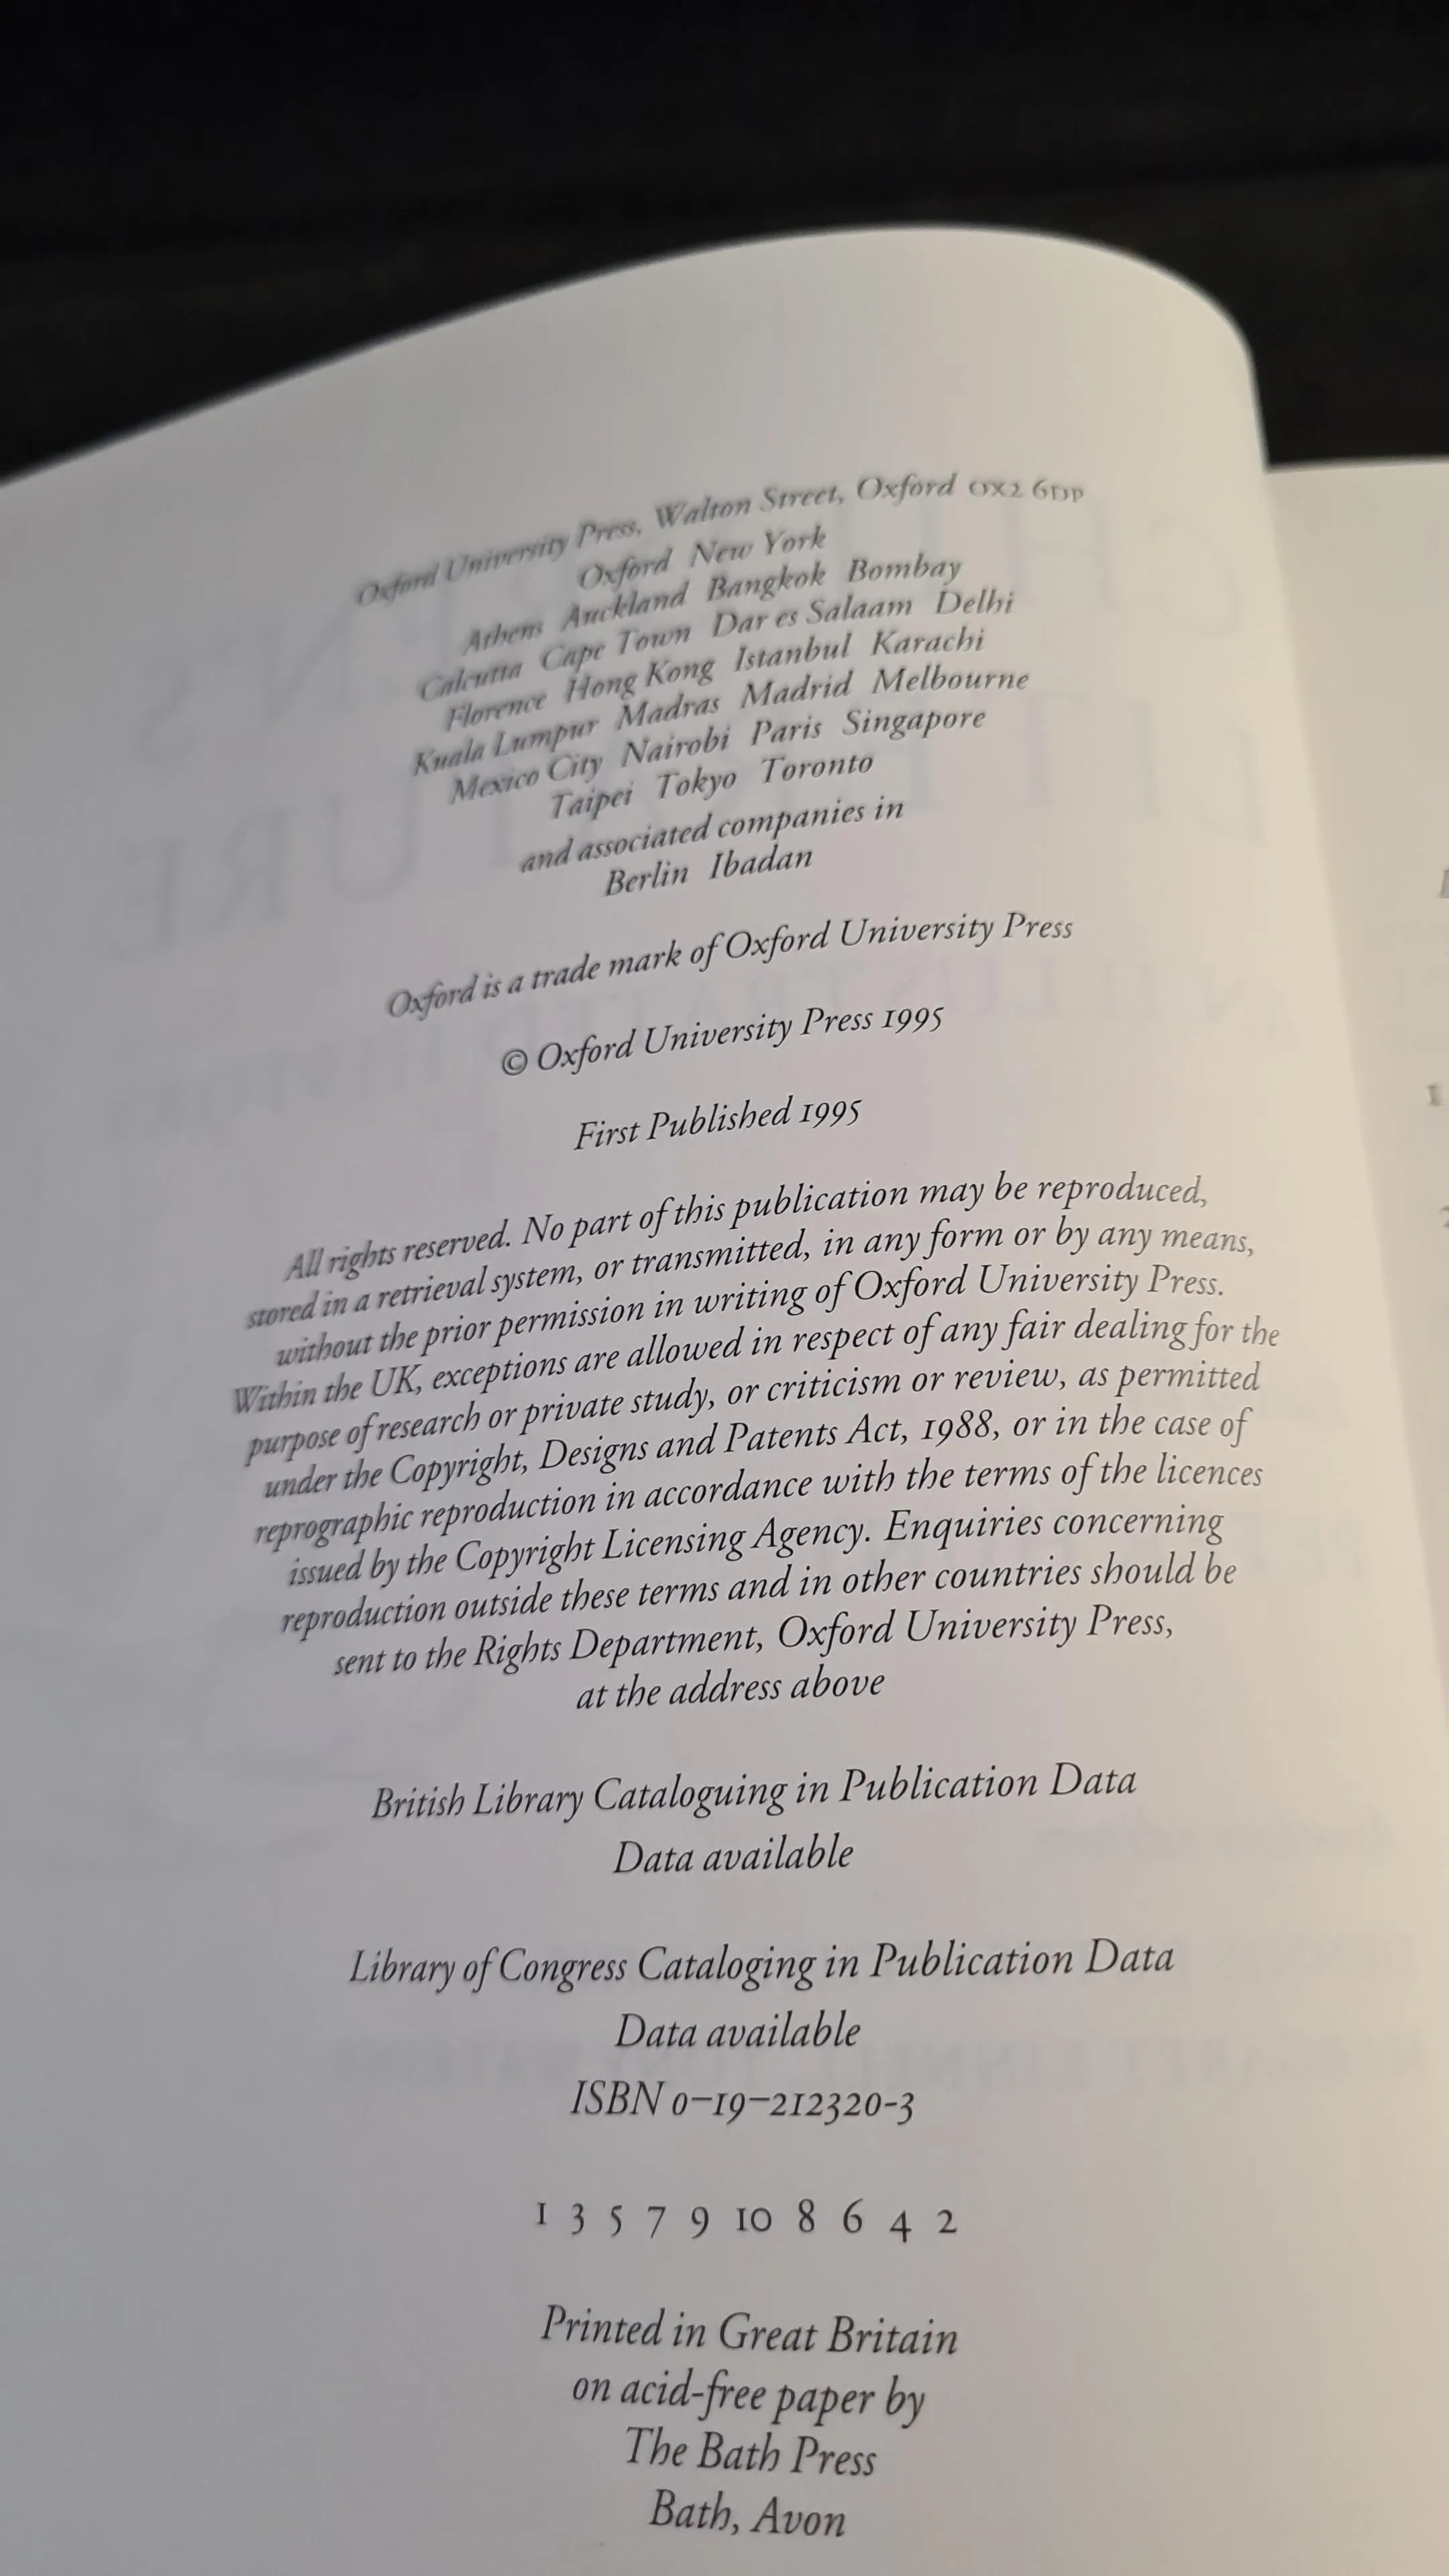 Oxford University Press, Walton Street, Oxford OX2 6DP
Oxford New York
Athens Auckland Bangkok Bombay
Calcutta Cape Town Dar es Salaam Delhi
Florence Hong Kong Istanbul Karachi
Kuala Lumpur Madras Madrid Melbourne
Mexico City Nairobi Paris Singapore
Taipei Tokyo Toronto
and associated companies in
Berlin Ibadan
Oxford is a trade mark of Oxford University Press
© Oxford University Press 1995
First Published 1995
All rights reserved. No part of this publication may be reproduced,
stored in a retrieval system, or transmitted, in any form or by any means,
without the prior permission in writing of Oxford University Press.
Within the UK, exceptions are allowed in respect of any fair dealing for the
purpose of research or private study, or criticism or review, as permitted
under the Copyright, Designs and Patents Act, 1988, or in the case of
reprographic reproduction in accordance with the terms of the licences
issued by the Copyright Licensing Agency. Enquiries concerning
reproduction outside these terms and in other countries should be
sent to the Rights Department, Oxford University Press,
at the address above
British Library Cataloguing in Publication Data
Data available
Library of Congress Cataloging in Publication Data
Data available
ISBN 0–19–212320-3
1 3 5 7 9 10 8 6 4 2
Printed in Great Britain
on acid-free paper by
The Bath Press
Bath, Avon